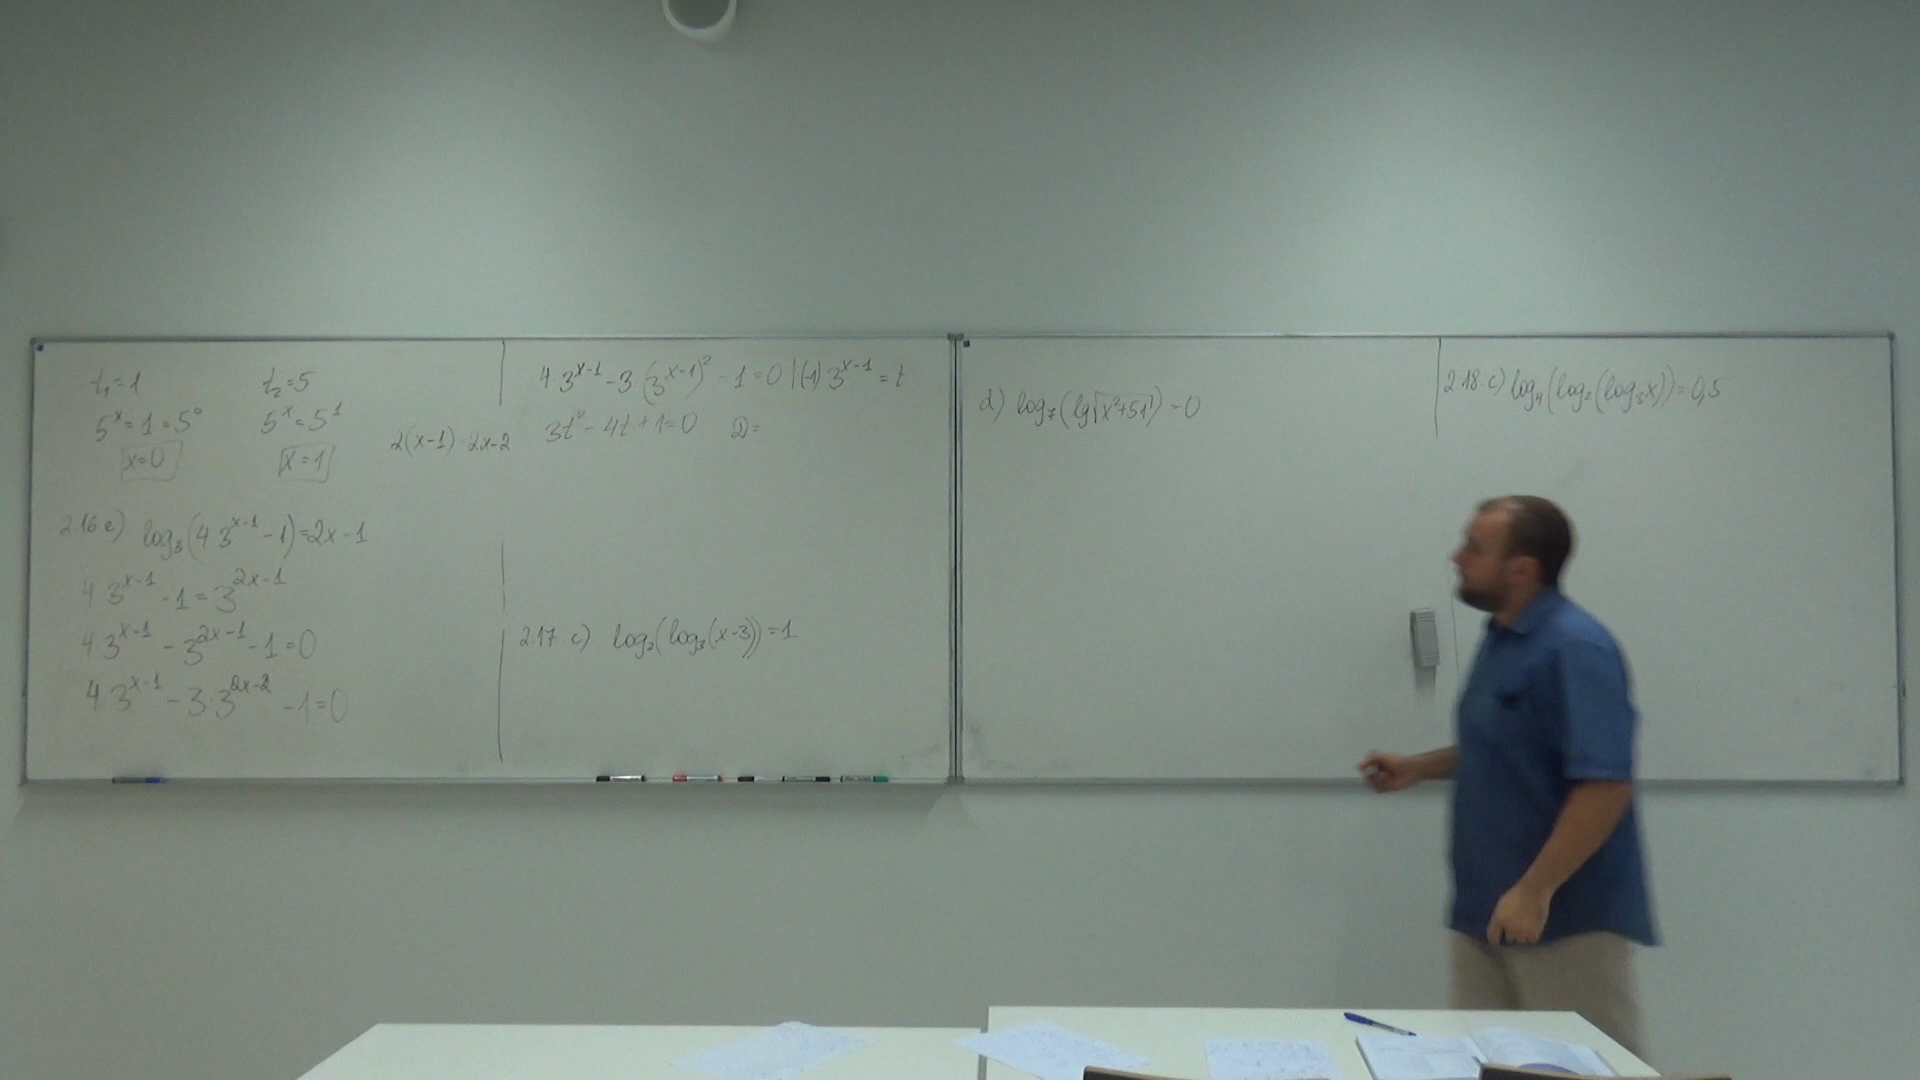 t₁=1
t₂=5
5ˣ=1=5⁰
5ˣ=5¹
x=0
x=1
2(x-1) 2x-2
2.16 e) log₃(4 3ˣ⁻¹-1)=2x-1
4 3ˣ⁻¹-1=3²ˣ⁻¹
4 3ˣ⁻¹-3²ˣ⁻¹-1=0
4 3ˣ⁻¹-3·3²ˣ⁻²-1=0
4 3ˣ⁻¹-3·(3ˣ⁻¹)²-1=0 |(-1) 3ˣ⁻¹=t
3t²-4t+1=0 D=
2.17. c) log₂(log₃(x-3))=1
d) log₇(lg√(x²+51))=0
2.18. c) log₄(log₂(log₃x))=0,5